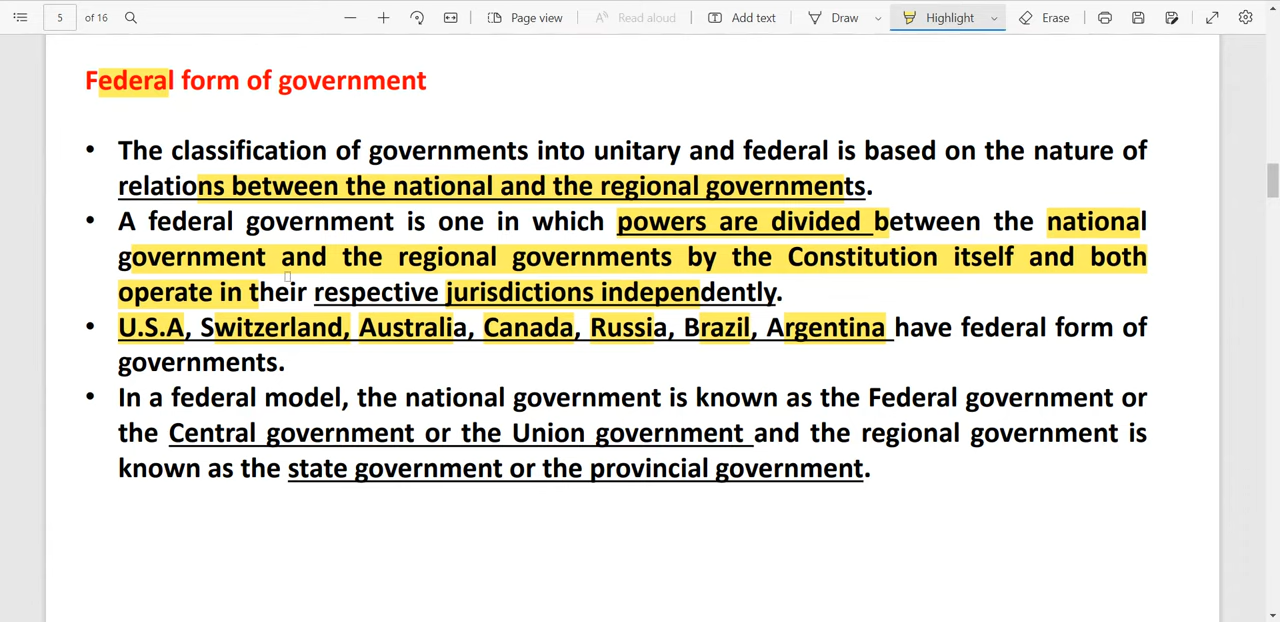 5 of 16 Page view Read aloud Add text Draw Highlight Erase
Federal form of government
• The classification of governments into unitary and federal is based on the nature of
relations between the national and the regional governments.
• A federal government is one in which powers are divided between the national
government and the regional governments by the Constitution itself and both
operate in their respective jurisdictions independently.
• U.S.A, Switzerland, Australia, Canada, Russia, Brazil, Argentina have federal form of
governments.
• In a federal model, the national government is known as the Federal government or
the Central government or the Union government and the regional government is
known as the state government or the provincial government.